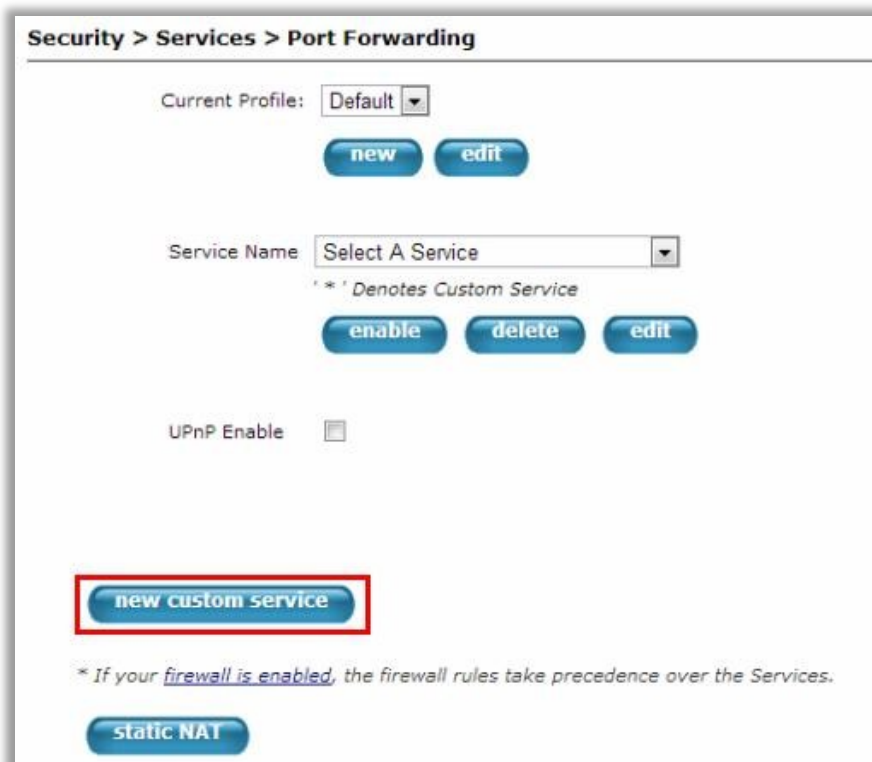 Security > Services > Port Forwarding
Current Profile: Default
new edit
Service Name Select A Service
' * ' Denotes Custom Service
enable delete edit
UPnP Enable
new custom service
* If your firewall is enabled, the firewall rules take precedence over the Services.
static NAT